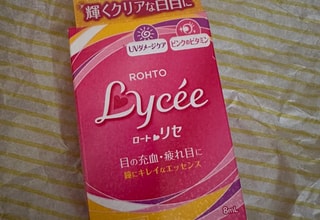 輝くクリアな白目に
UVダメージケア
ピンクのビタミン
ROHTO
Lycée
ロートリセ
目の充血・疲れ目に
瞳にキレイなエッセンス
8mL